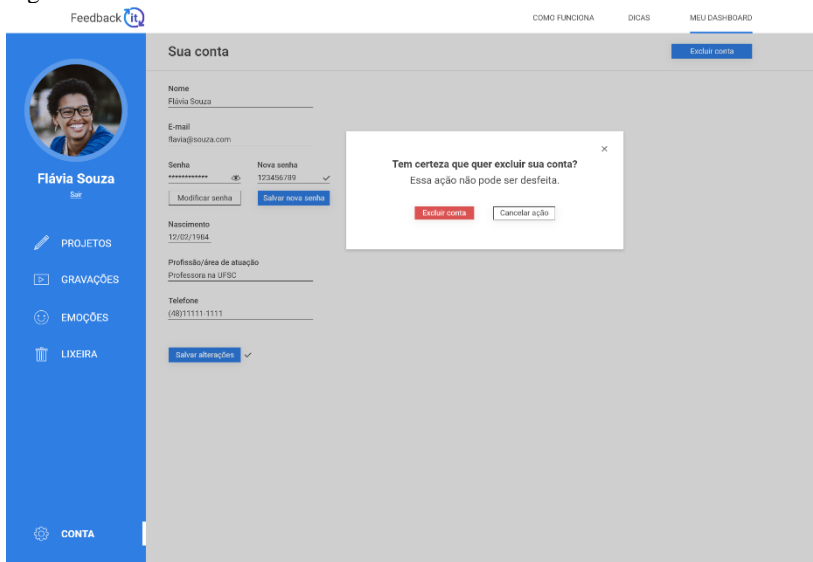 Feedback it
COMO FUNCIONA
DICAS
MEU DASHBOARD
Sua conta
Excluir conta
Nome
Flávia Souza
E-mail
flavia@souza.com
Senha
Nova senha
************
123456789
Modificar senha
Salvar nova senha
Nascimento
12/02/1984
Profissão/área de atuação
Professora na UFSC
Telefone
(48)11111-1111
Salvar alterações
Flávia Souza
Sair
PROJETOS
GRAVAÇÕES
EMOÇÕES
LIXEIRA
CONTA
×
Tem certeza que quer excluir sua conta?
Essa ação não pode ser desfeita.
Excluir conta
Cancelar ação